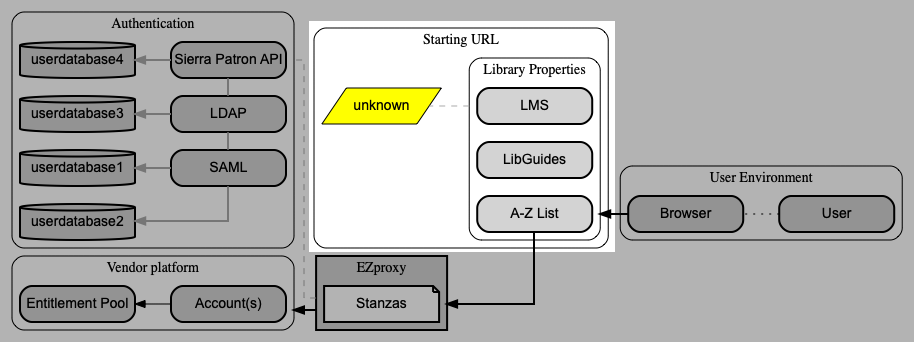 Authentication
userdatabase4
Sierra Patron API
userdatabase3
LDAP
userdatabase1
SAML
userdatabase2
Starting URL
Library Properties
unknown
LMS
LibGuides
A-Z List
User Environment
Browser
User
Vendor platform
Entitlement Pool
Account(s)
EZproxy
Stanzas